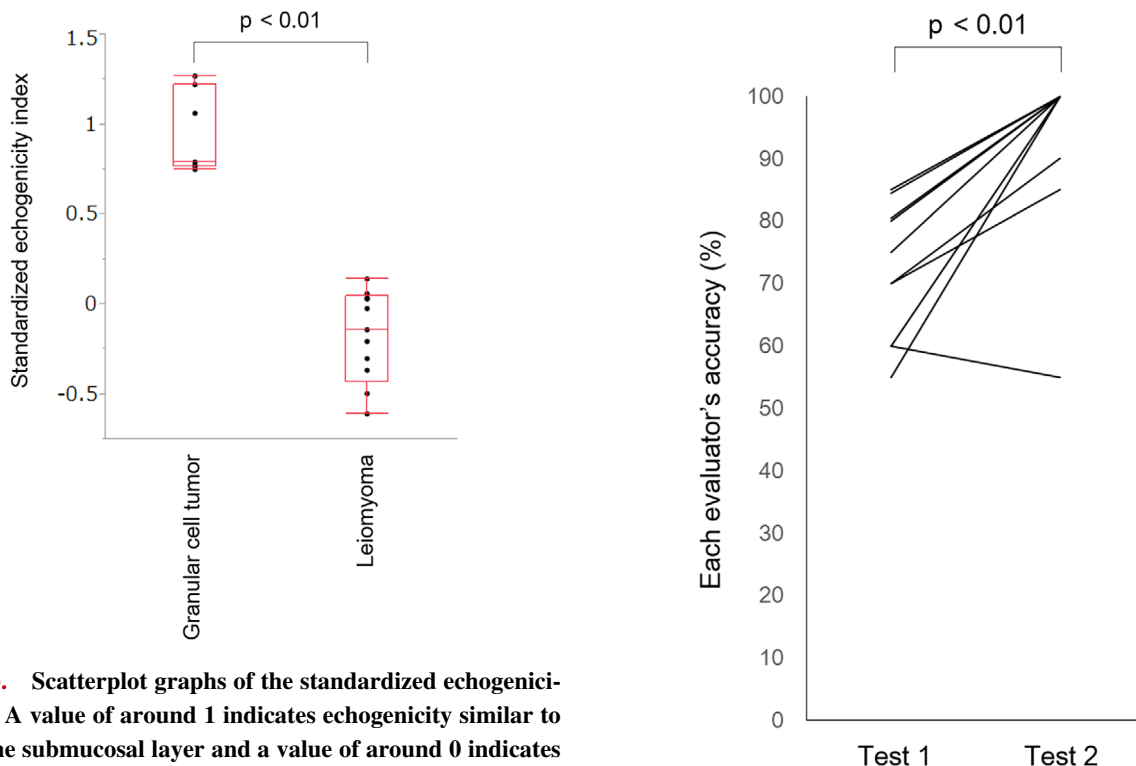 p < 0.01
Standardized echogenicity index
1.5
1
0.5
0
-0.5
Granular cell tumor
Leiomyoma
Scatterplot graphs of the standardized echogenici-
A value of around 1 indicates echogenicity similar to
submucosal layer and a value of around 0 indicates
p < 0.01
Each evaluator's accuracy (%)
100
90
80
70
60
50
40
30
20
10
0
Test 1 Test 2